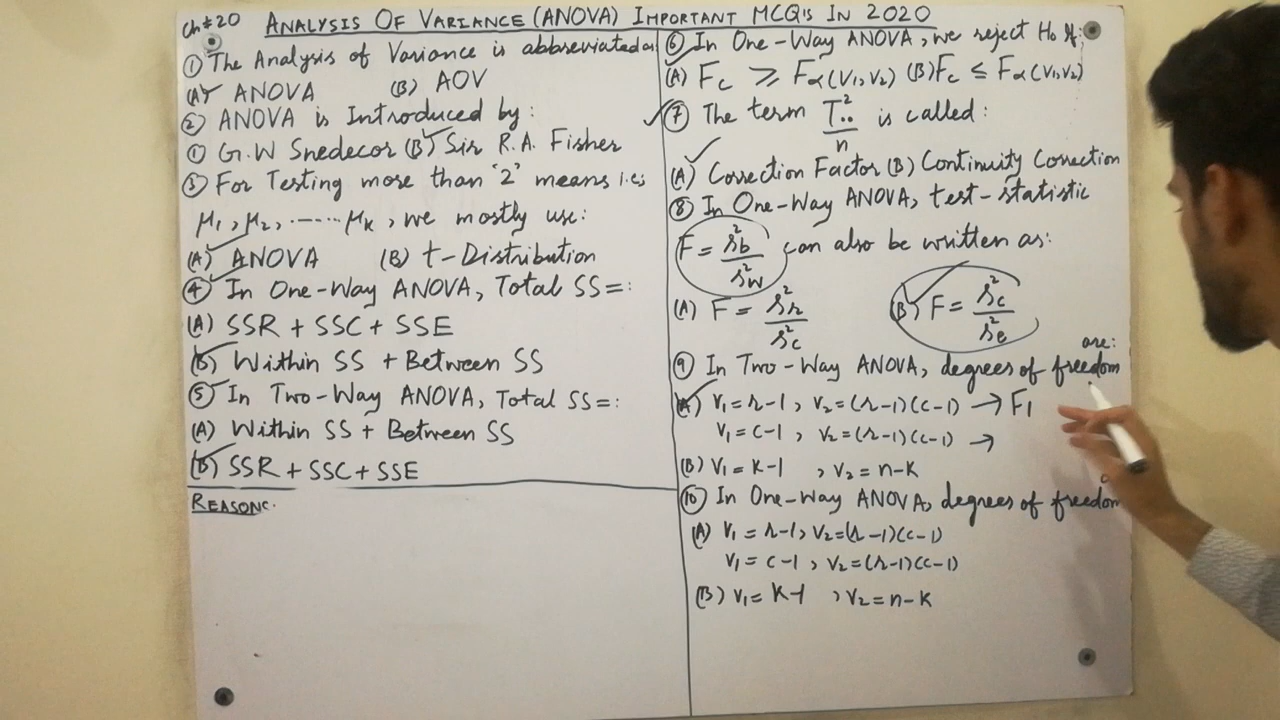 Ch # 20 ANALYSIS OF VARIANCE (ANOVA) IMPORTANT MCQ'S IN 2020
① The Analysis of Variance is abbreviated as
(A) ANOVA (B) AOV
② ANOVA is Introduced by:
① G.W Snedecor (B) Sir R.A. Fisher
③ For Testing more than '2' means i.e;
μ₁, μ₂, ------ μₖ, we mostly use:
(A) ANOVA (B) t-Distribution
④ In One-Way ANOVA, Total SS=:
(A) SSR + SSC + SSE
(B) Within SS + Between SS
⑤ In Two-Way ANOVA, Total SS=:
(A) Within SS + Between SS
(B) SSR + SSC + SSE
REASONS
⑥ In One-Way ANOVA, we reject H₀ if:
(A) Fc ≥ Fα(v₁,v₂) (B) Fc ≤ Fα(v₁,v₂)
⑦ The term T..²/n is called:
(A) Correction Factor (B) Continuity Correction
⑧ In One-Way ANOVA, test-statistic
F = s²b/s²w can also be written as:
(A) F = s²r/s²c (B) F = s²c/s²e
⑨ In Two-Way ANOVA, degrees of freedom are:
(A) v₁ = r-1, v₂ = (r-1)(c-1) → F₁
v₁ = c-1, v₂ = (r-1)(c-1) →
(B) v₁ = k-1, v₂ = n-k
⑩ In One-Way ANOVA, degrees of freedom
(A) v₁ = r-1, v₂ = (r-1)(c-1)
v₁ = c-1, v₂ = (r-1)(c-1)
(B) v₁ = k-1, v₂ = n-k